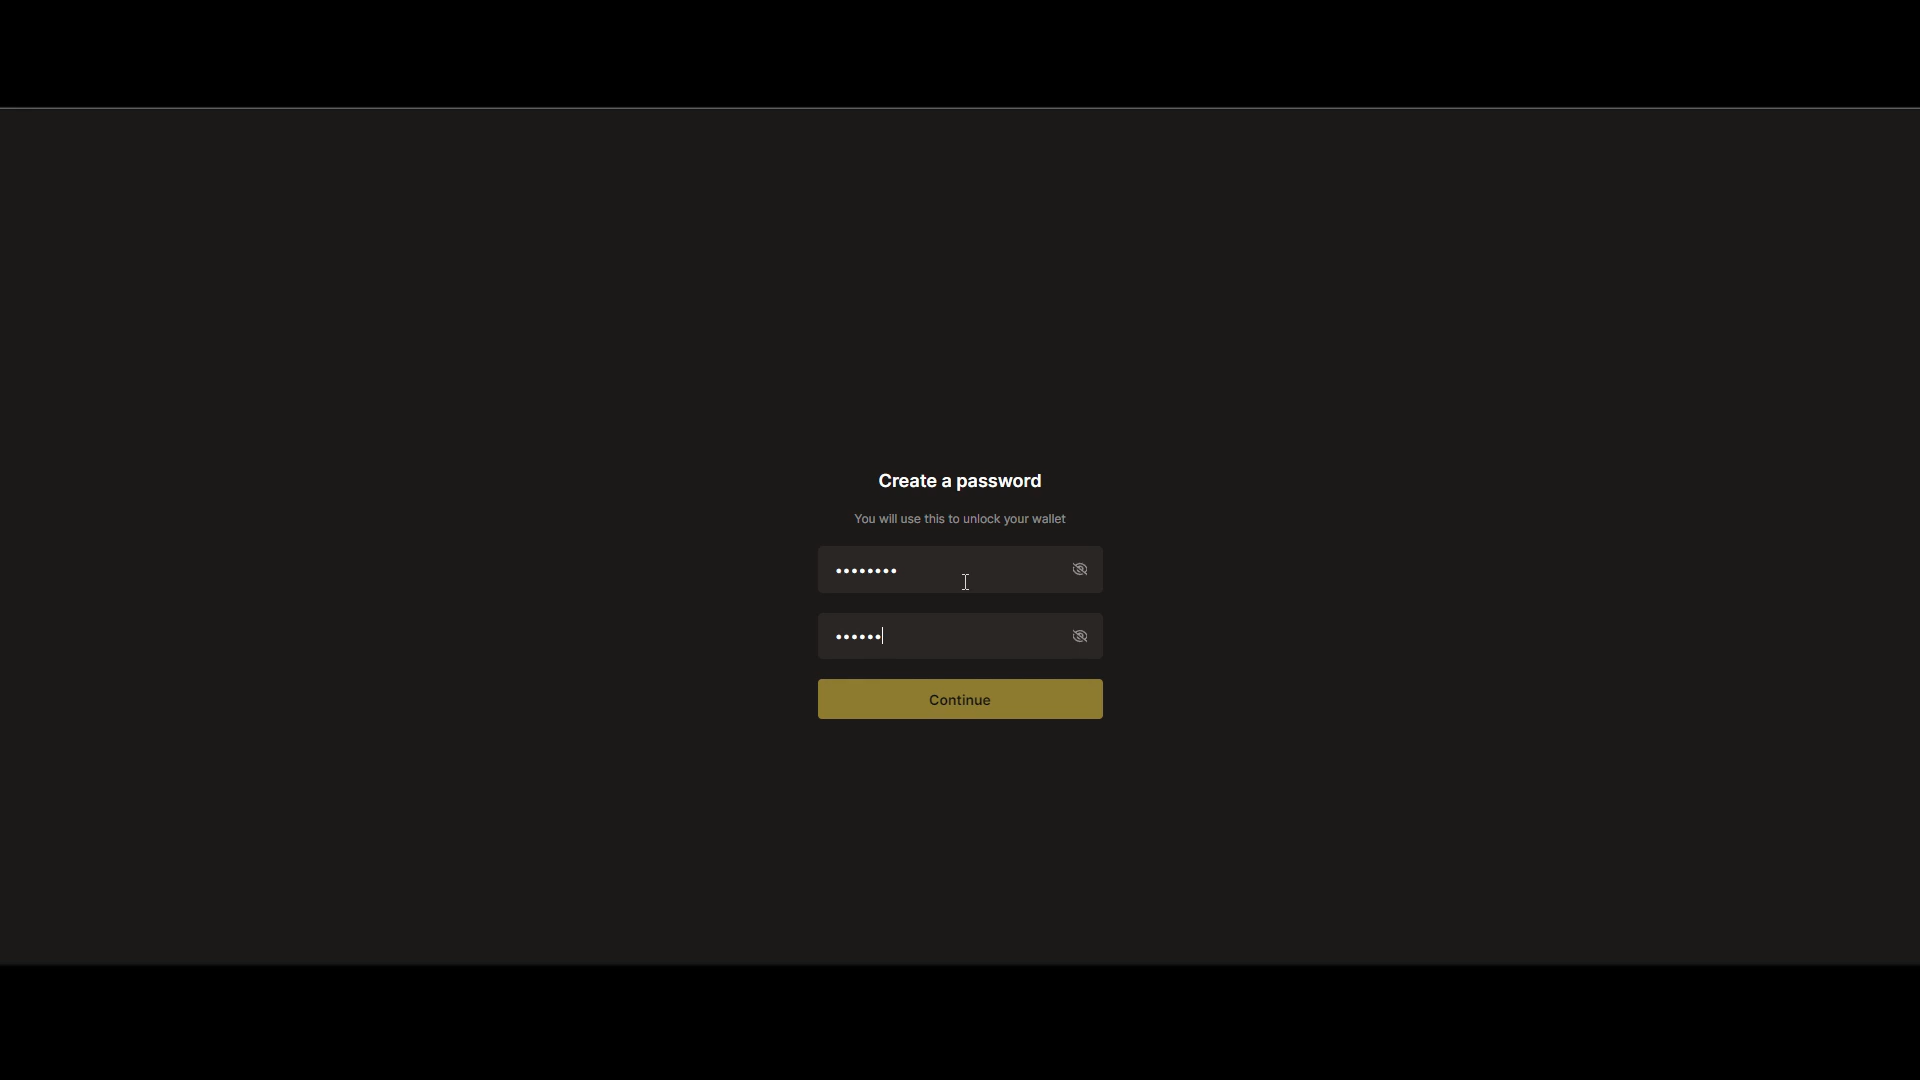 Create a password
You will use this to unlock your wallet
••••••••
••••••
Continue